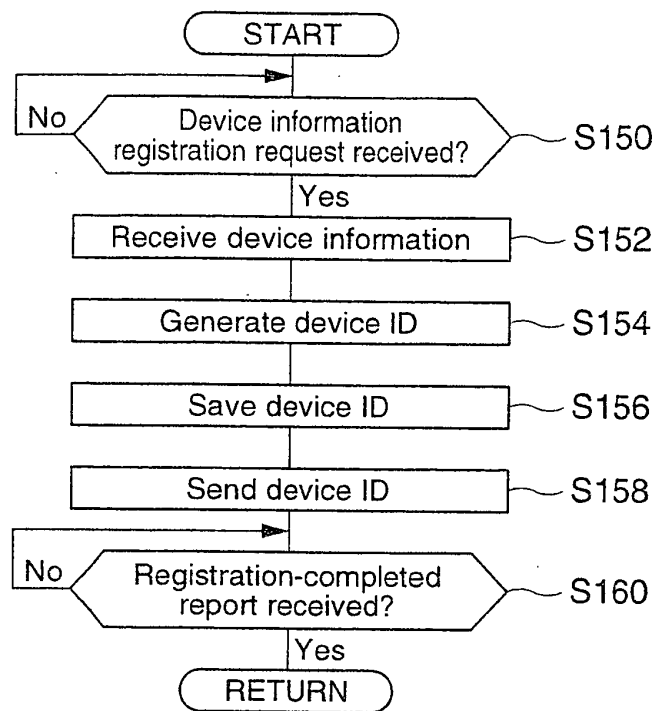 START
No
Device information
registration request received?
S150
Yes
Receive device information
S152
Generate device ID
S154
Save device ID
S156
Send device ID
S158
No
Registration-completed
report received?
S160
Yes
RETURN